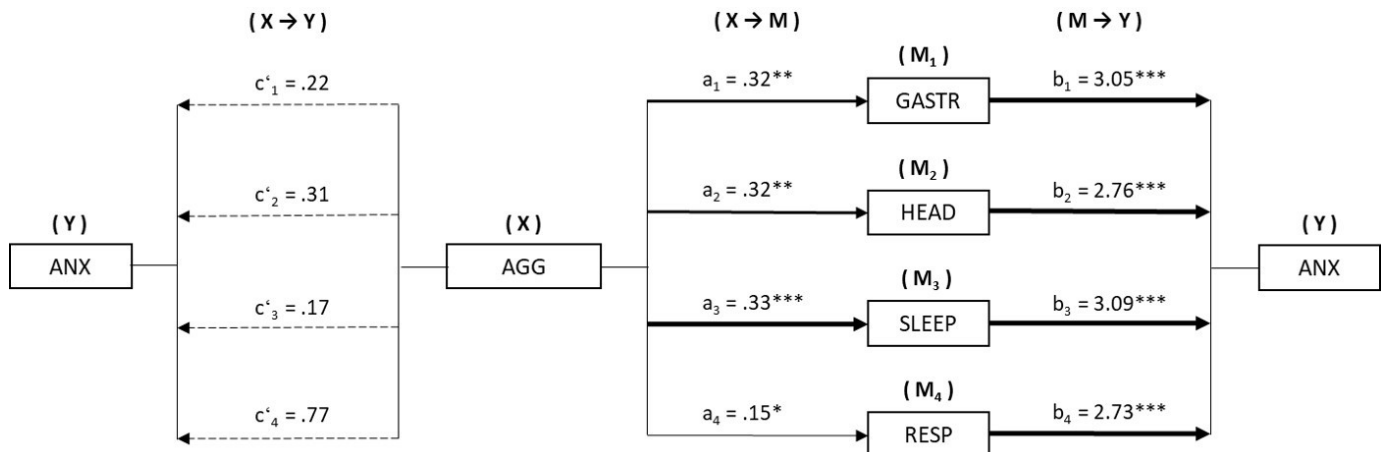 ( X → Y ) ( X → M ) ( M → Y )
( M₁ )
c‘₁ = .22 a₁ = .32** GASTR b₁ = 3.05***
( M₂ )
c‘₂ = .31 a₂ = .32** HEAD b₂ = 2.76***
( Y ) ( X ) ( Y )
ANX AGG ANX
( M₃ )
c‘₃ = .17 a₃ = .33*** SLEEP b₃ = 3.09***
( M₄ )
c‘₄ = .77 a₄ = .15* RESP b₄ = 2.73***